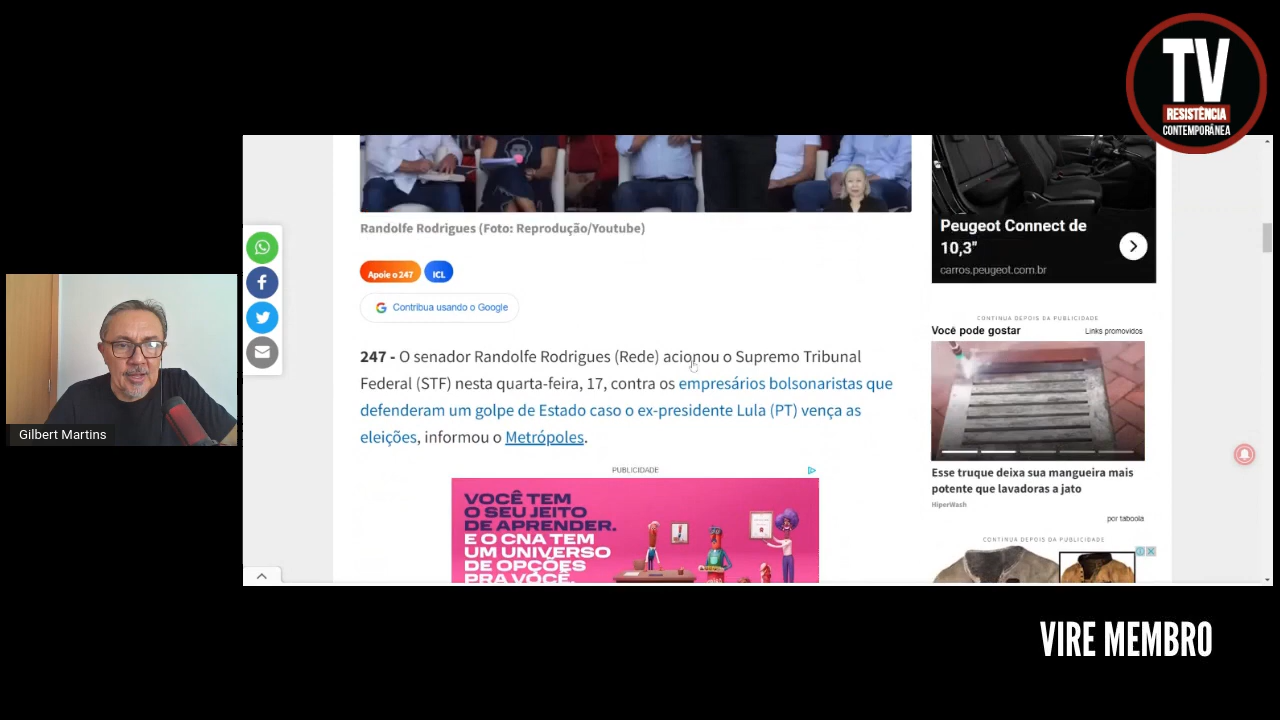 TV
RESISTÊNCIA
CONTEMPORÂNEA
Gilbert Martins
Randolfe Rodrigues (Foto: Reprodução/Youtube)
Apoie o 247
ICL
Contribua usando o Google
247 - O senador Randolfe Rodrigues (Rede) acionou o Supremo Tribunal
Federal (STF) nesta quarta-feira, 17, contra os empresários bolsonaristas que
defenderam um golpe de Estado caso o ex-presidente Lula (PT) vença as
eleições, informou o Metrópoles.
PUBLICIDADE
VOCÊ TEM
O SEU JEITO
DE APRENDER.
E O CNA TEM
UM UNIVERSO
DE OPÇÕES
PRA VOCÊ.
Peugeot Connect de
10,3"
carros.peugeot.com.br
CONTINUA DEPOIS DA PUBLICIDADE
Você pode gostar
Links promovidos
Esse truque deixa sua mangueira mais
potente que lavadoras a jato
HiperWash
por taboola
CONTINUA DEPOIS DA PUBLICIDADE
VIRE MEMBRO